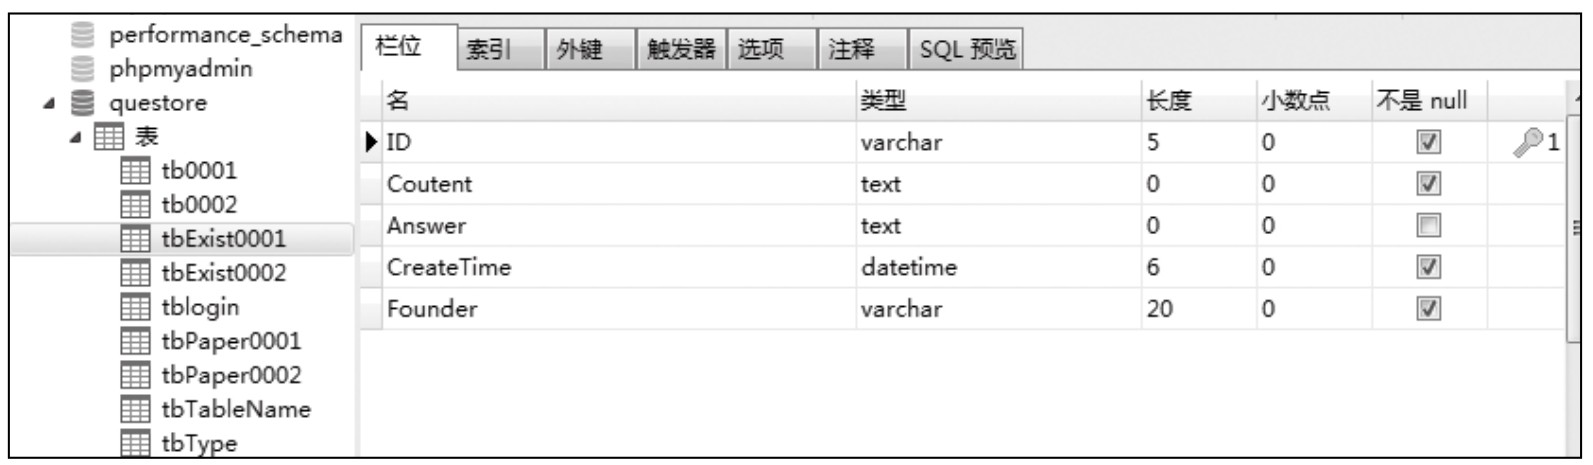 performance_schema
phpmyadmin
questore
表
tb0001
tb0002
tbExist0001
tbExist0002
tblogin
tbPaper0001
tbPaper0002
tbTableName
tbType
栏位 索引 外键 触发器 选项 注释 SQL 预览
名 类型 长度 小数点 不是 null
ID varchar 5 0 1
Coutent text 0 0
Answer text 0 0
CreateTime datetime 6 0
Founder varchar 20 0